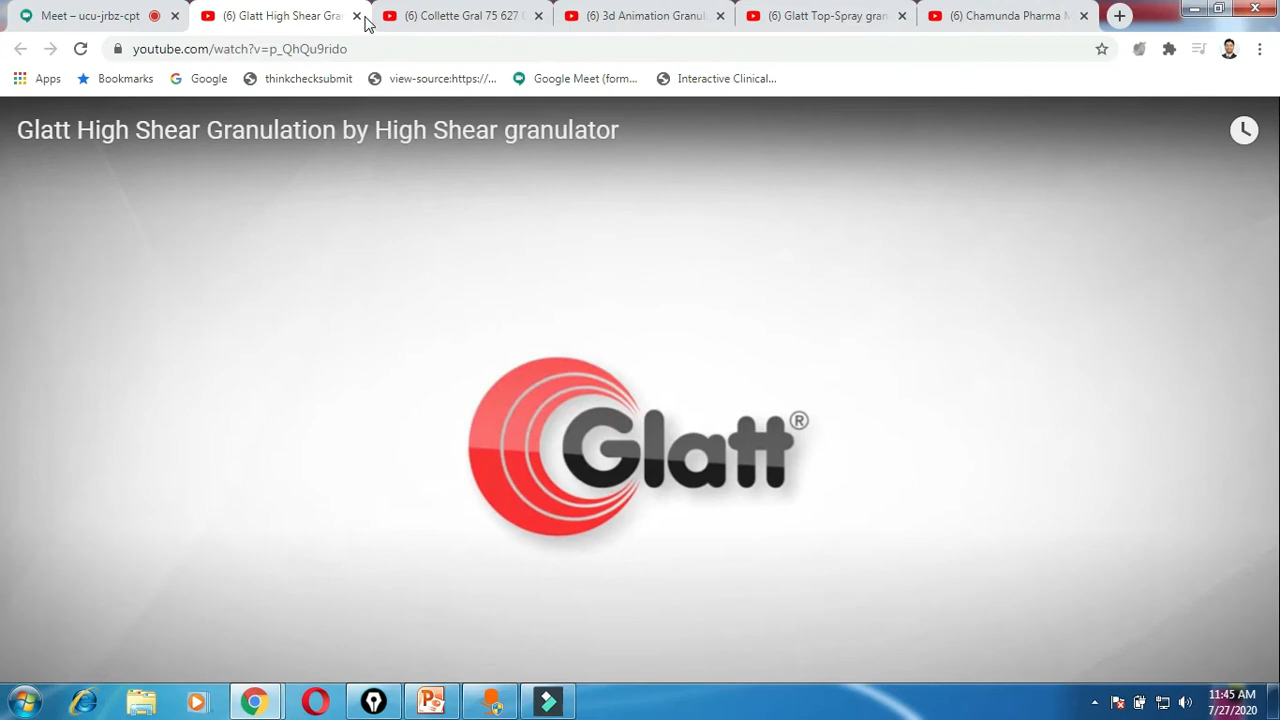 Meet – ucu-jrbz-cpt
(6) Glatt High Shear Gra
(6) Collette Gral 75 627 0
(6) 3d Animation Granul
(6) Glatt Top-Spray gran
(6) Chamunda Pharma M
youtube.com/watch?v=p_QhQu9rido
Apps
Bookmarks
Google
thinkchecksubmit
view-source:https://...
Google Meet (form...
Interactive Clinical...
Glatt High Shear Granulation by High Shear granulator
Glatt®
11:45 AM
7/27/2020